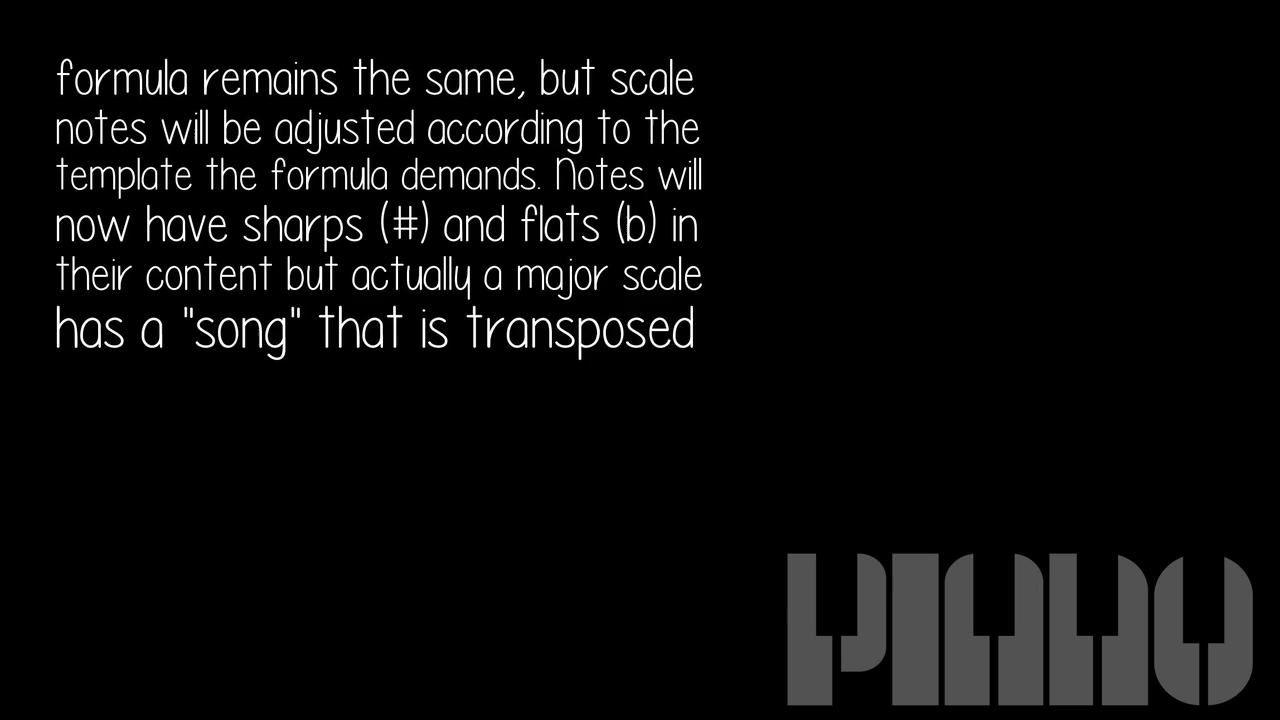 formula remains the same, but scale
notes will be adjusted according to the
template the formula demands. Notes will
now have sharps (#) and flats (b) in
their content but actually a major scale
has a "song" that is transposed
PIANO